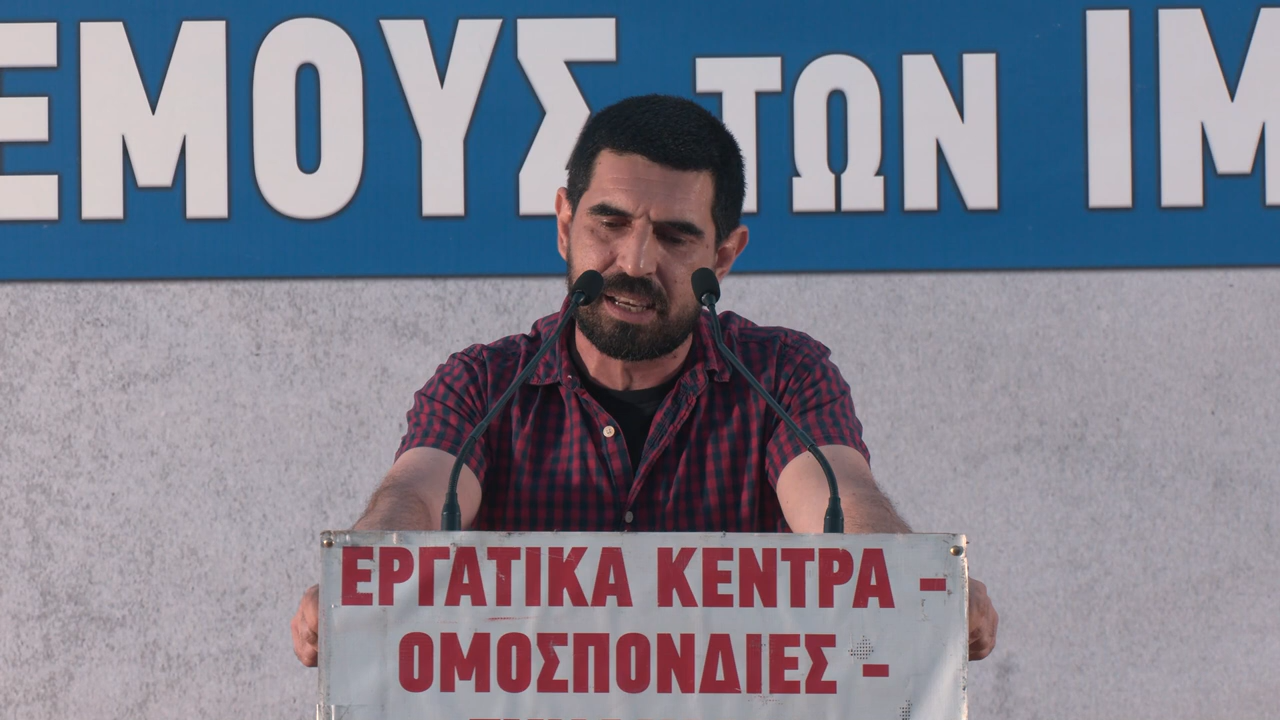 ΕΜΟΥΣ ΤΩΝ ΙΜ
ΕΡΓΑΤΙΚΑ ΚΕΝΤΡΑ –
ΟΜΟΣΠΟΝΔΙΕΣ –